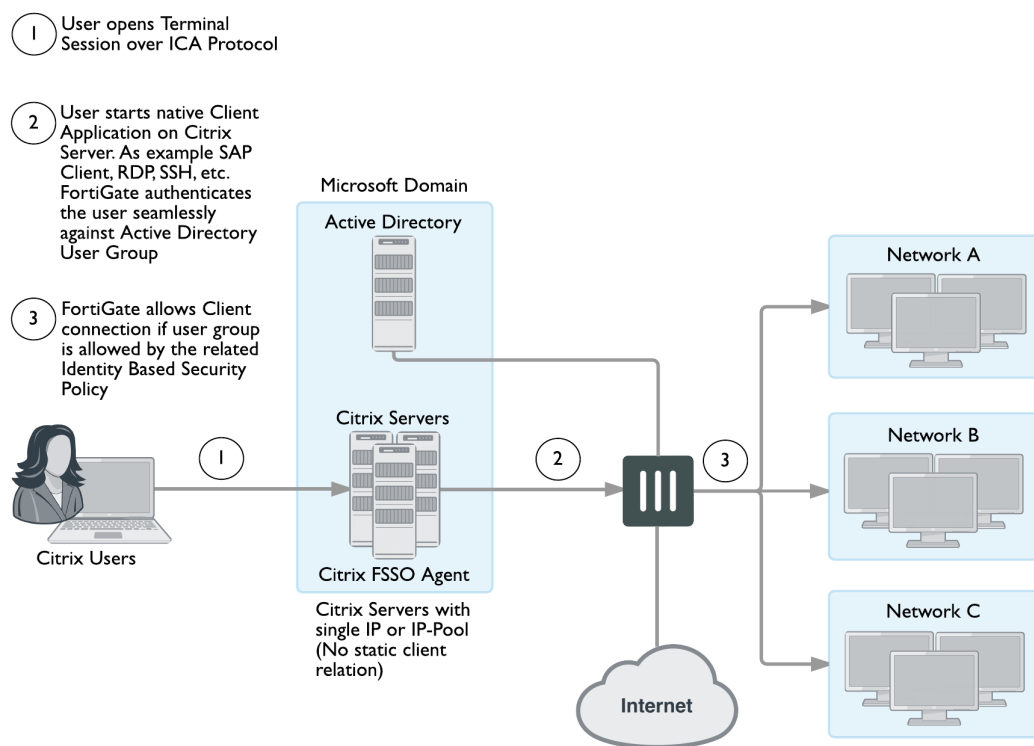 1
User opens Terminal
Session over ICA Protocol
2
User starts native Client
Application on Citrix
Server. As example SAP
Client, RDP, SSH, etc.
FortiGate authenticates
the user seamlessly
against Active Directory
User Group
3
FortiGate allows Client
connection if user group
is allowed by the related
Identity Based Security
Policy
Microsoft Domain
Active Directory
Citrix Servers
Citrix FSSO Agent
Citrix Servers with
single IP or IP-Pool
(No static client
relation)
Citrix Users
1
2
3
Network A
Network B
Network C
Internet